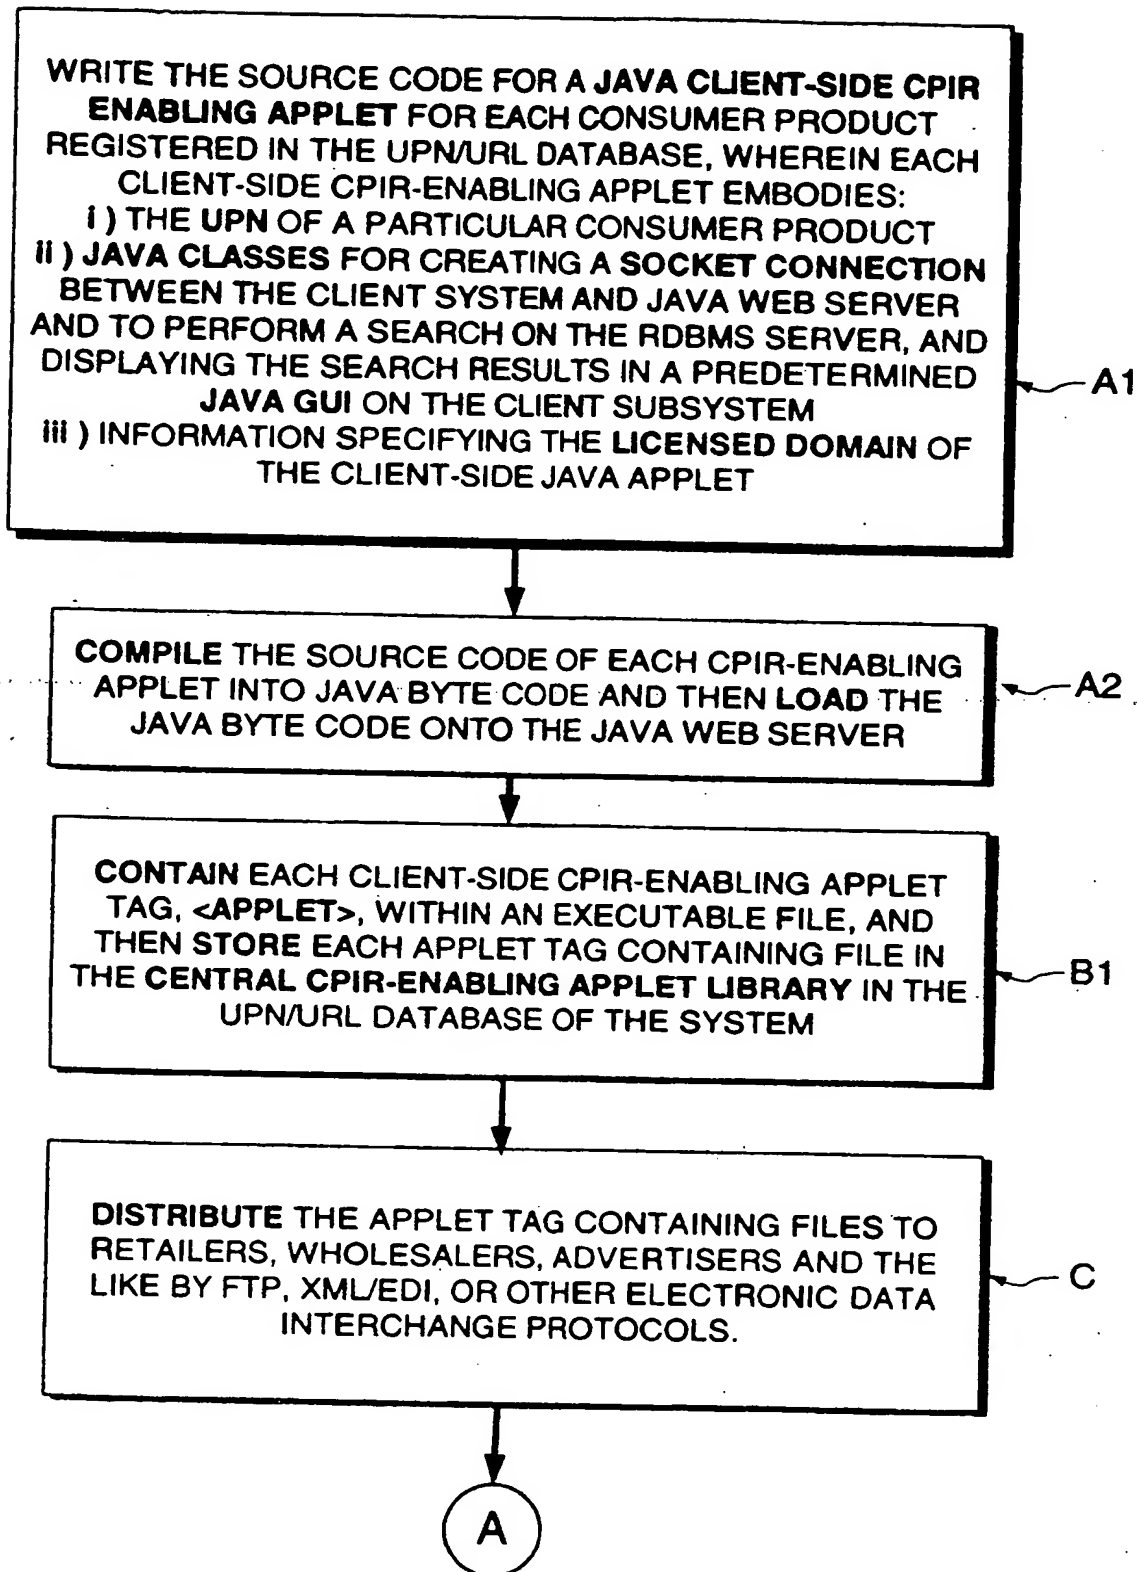 WRITE THE SOURCE CODE FOR A JAVA CLIENT-SIDE CPIR
ENABLING APPLET FOR EACH CONSUMER PRODUCT
REGISTERED IN THE UPN/URL DATABASE, WHEREIN EACH
CLIENT-SIDE CPIR-ENABLING APPLET EMBODIES:
i ) THE UPN OF A PARTICULAR CONSUMER PRODUCT
ii ) JAVA CLASSES FOR CREATING A SOCKET CONNECTION
BETWEEN THE CLIENT SYSTEM AND JAVA WEB SERVER
AND TO PERFORM A SEARCH ON THE RDBMS SERVER, AND
DISPLAYING THE SEARCH RESULTS IN A PREDETERMINED
JAVA GUI ON THE CLIENT SUBSYSTEM
iii ) INFORMATION SPECIFYING THE LICENSED DOMAIN OF
THE CLIENT-SIDE JAVA APPLET
A1
COMPILE THE SOURCE CODE OF EACH CPIR-ENABLING
APPLET INTO JAVA BYTE CODE AND THEN LOAD THE
JAVA BYTE CODE ONTO THE JAVA WEB SERVER
A2
CONTAIN EACH CLIENT-SIDE CPIR-ENABLING APPLET
TAG, <APPLET>, WITHIN AN EXECUTABLE FILE, AND
THEN STORE EACH APPLET TAG CONTAINING FILE IN
THE CENTRAL CPIR-ENABLING APPLET LIBRARY IN THE
UPN/URL DATABASE OF THE SYSTEM
B1
DISTRIBUTE THE APPLET TAG CONTAINING FILES TO
RETAILERS, WHOLESALERS, ADVERTISERS AND THE
LIKE BY FTP, XML/EDI, OR OTHER ELECTRONIC DATA
INTERCHANGE PROTOCOLS.
C
A